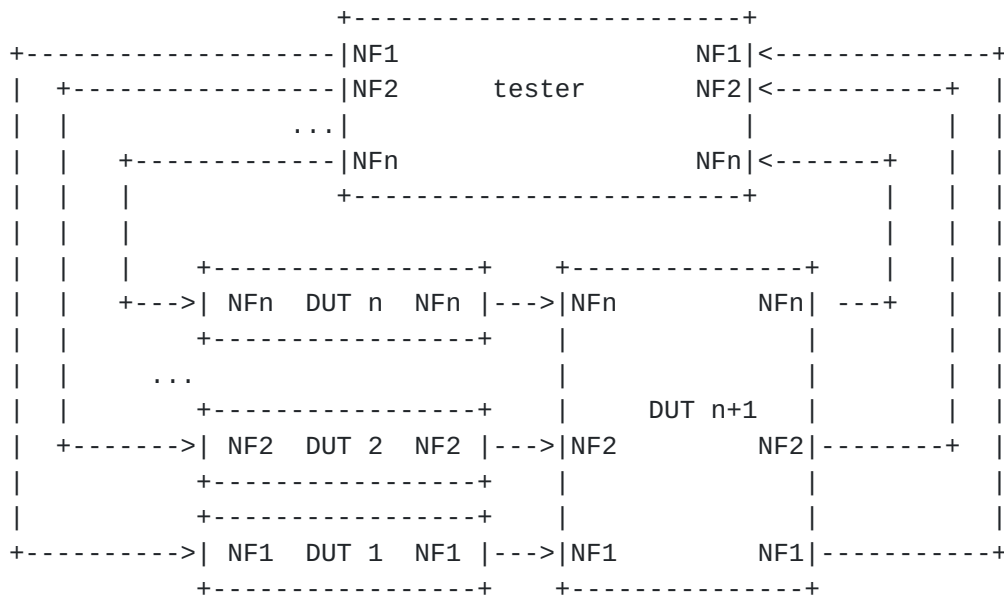 NF1 NF1
NF2 tester NF2
...
NFn NFn
NFn DUT n NFn NFn NFn
...
DUT n+1
NF2 DUT 2 NF2 NF2 NF2
NF1 DUT 1 NF1 NF1 NF1